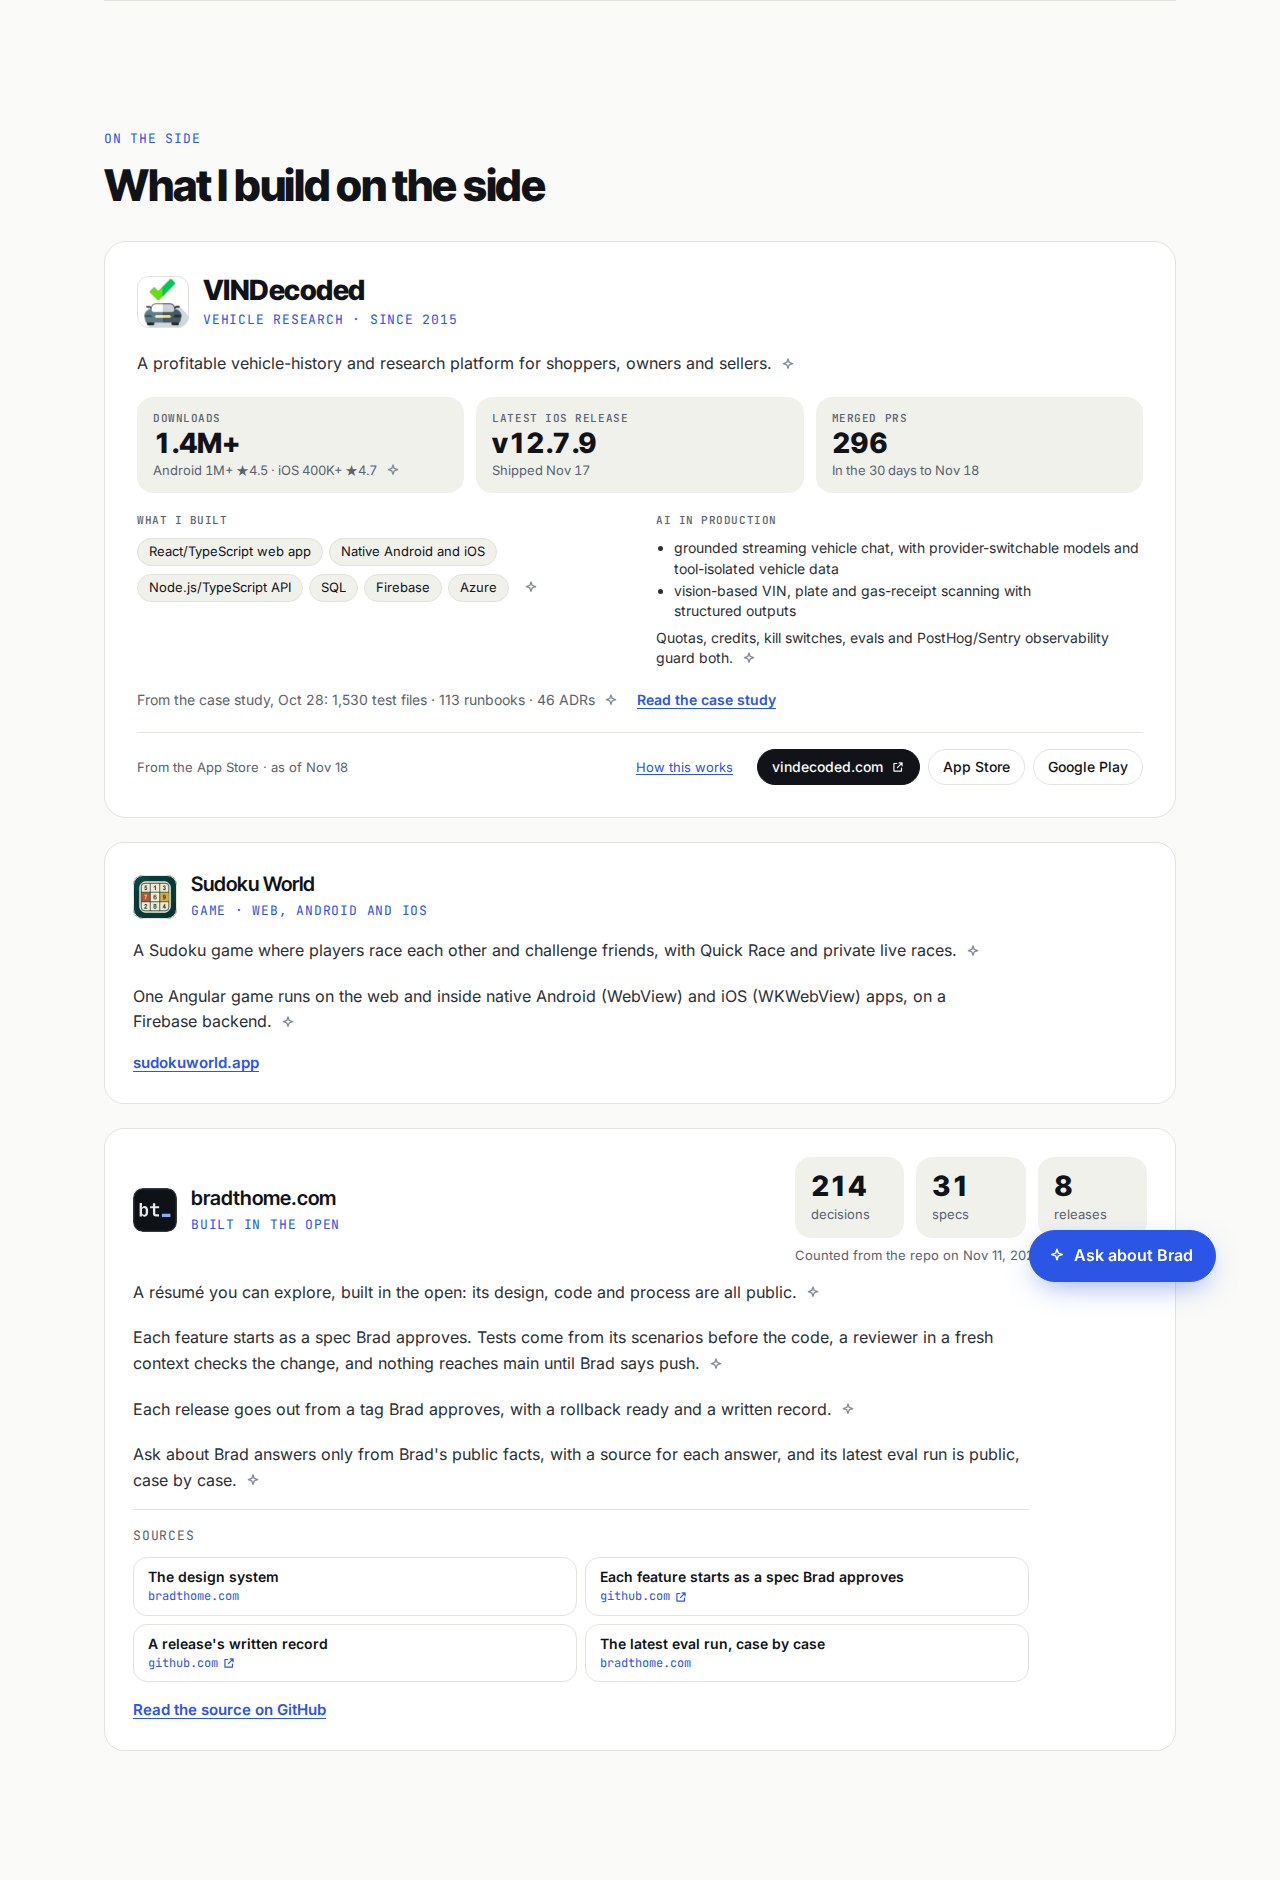 ON THE SIDE
What I build on the side
VINDecoded
VEHICLE RESEARCH · SINCE 2015
A profitable vehicle-history and research platform for shoppers, owners and sellers.
DOWNLOADS
1.4M+
Android 1M+ ★4.5 · iOS 400K+ ★4.7
LATEST IOS RELEASE
v12.7.9
Shipped Nov 17
MERGED PRS
296
In the 30 days to Nov 18
WHAT I BUILT
React/TypeScript web app
Native Android and iOS
Node.js/TypeScript API
SQL
Firebase
Azure
AI IN PRODUCTION
• grounded streaming vehicle chat, with provider-switchable models and
tool-isolated vehicle data
• vision-based VIN, plate and gas-receipt scanning with
structured outputs
Quotas, credits, kill switches, evals and PostHog/Sentry observability
guard both.
From the case study, Oct 28: 1,530 test files · 113 runbooks · 46 ADRs
Read the case study
From the App Store · as of Nov 18
How this works
vindecoded.com
App Store
Google Play
Sudoku World
GAME · WEB, ANDROID AND IOS
A Sudoku game where players race each other and challenge friends, with Quick Race and private live races.
One Angular game runs on the web and inside native Android (WebView) and iOS (WKWebView) apps, on a
Firebase backend.
sudokuworld.app
bt_
bradthome.com
BUILT IN THE OPEN
214
decisions
31
specs
8
releases
Counted from the repo on Nov 11,
Ask about Brad
A résumé you can explore, built in the open: its design, code and process are all public.
Each feature starts as a spec Brad approves. Tests come from its scenarios before the code, a reviewer in a fresh
context checks the change, and nothing reaches main until Brad says push.
Each release goes out from a tag Brad approves, with a rollback ready and a written record.
Ask about Brad answers only from Brad's public facts, with a source for each answer, and its latest eval run is public,
case by case.
SOURCES
The design system
bradthome.com
Each feature starts as a spec Brad approves
github.com
A release's written record
github.com
The latest eval run, case by case
bradthome.com
Read the source on GitHub